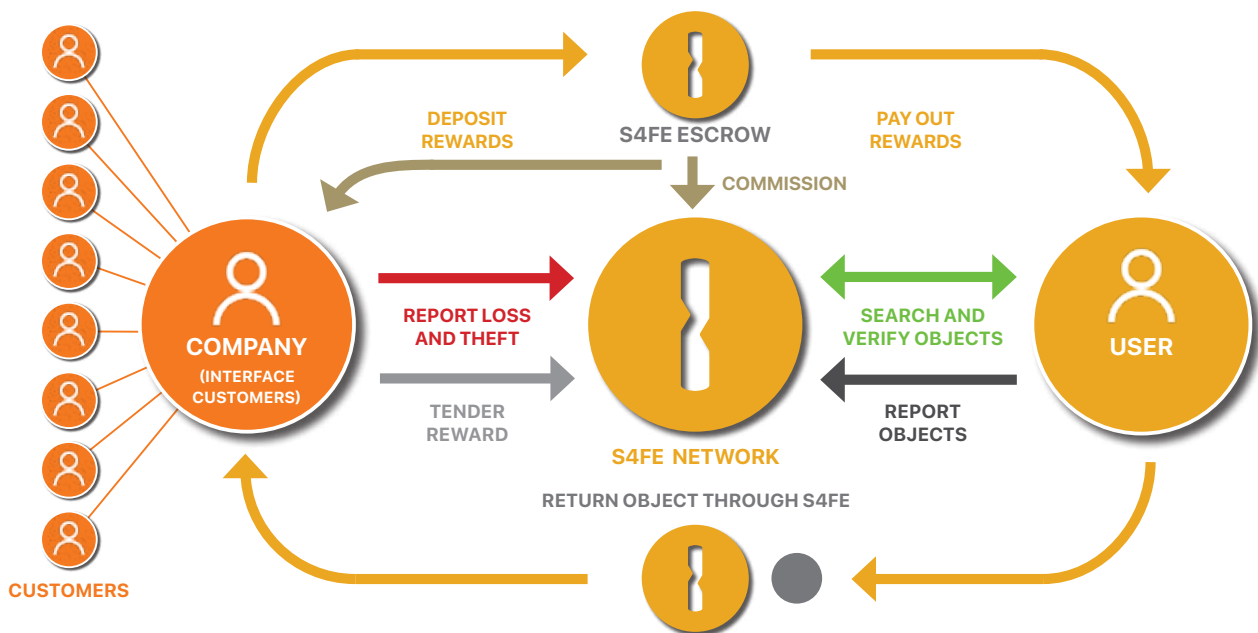 DEPOSIT
REWARDS
S4FE ESCROW
PAY OUT
REWARDS
COMMISSION
COMPANY
(INTERFACE
CUSTOMERS)
REPORT LOSS
AND THEFT
TENDER
REWARD
S4FE NETWORK
SEARCH AND
VERIFY OBJECTS
REPORT
OBJECTS
USER
RETURN OBJECT THROUGH S4FE
CUSTOMERS